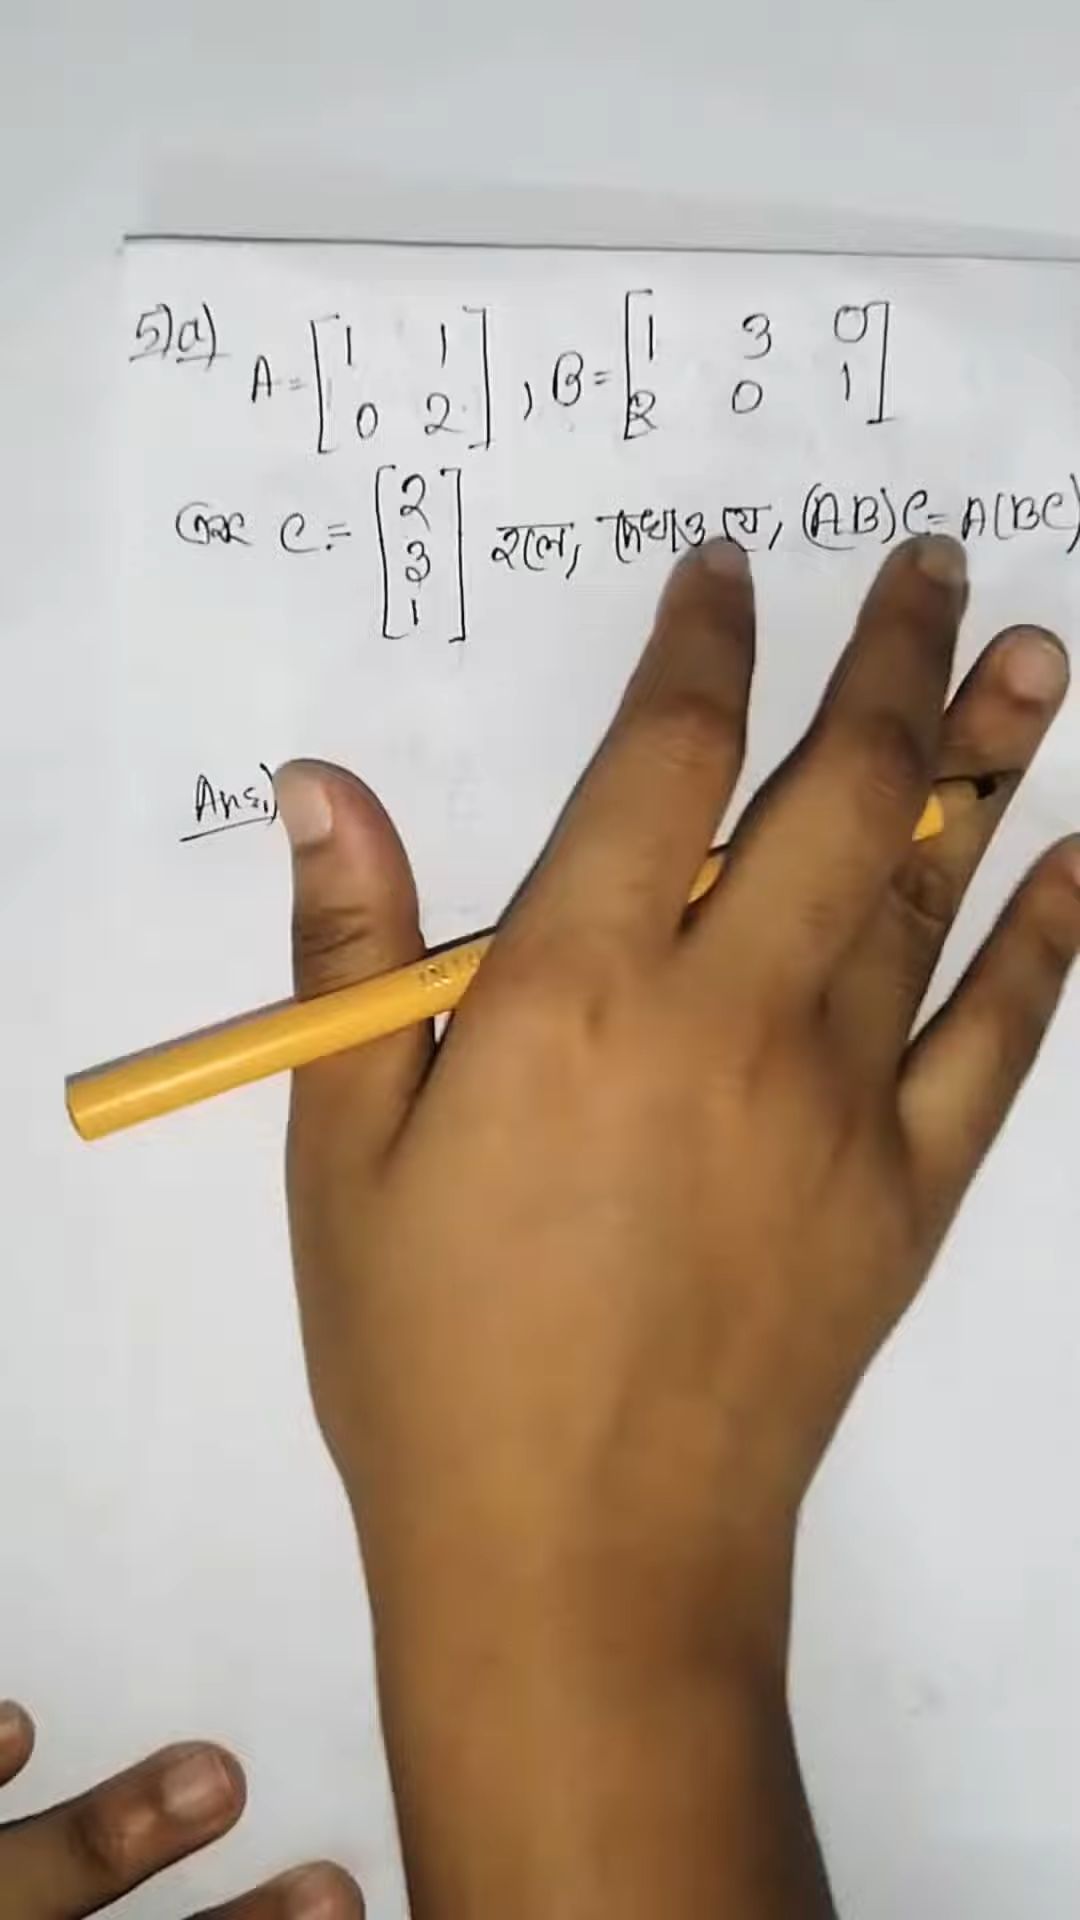 5)a) A = [1 1 0 2], B = [1 3 0 2 0 1]
এবং C = [2 3 1] হলে, দেখাও যে, (AB)C = A(BC)
Ans.)